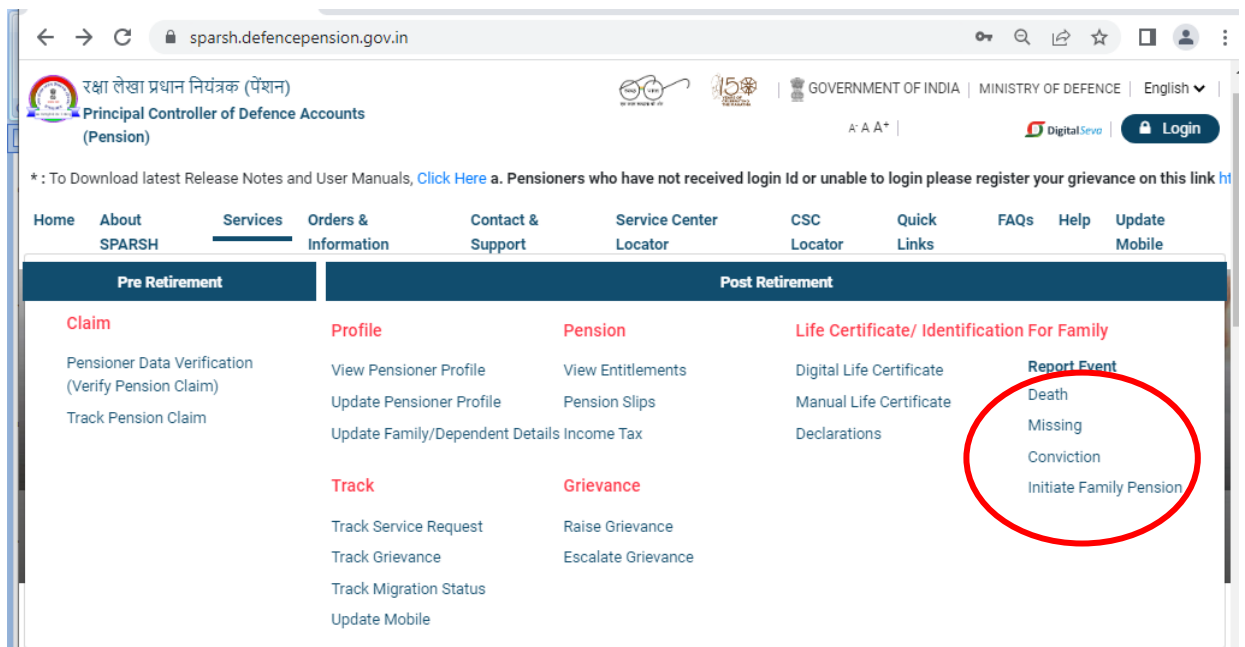 sparsh.defencepension.gov.in
रक्षा लेखा प्रधान नियंत्रक (पेंशन)
Principal Controller of Defence Accounts
(Pension)
GOVERNMENT OF INDIA | MINISTRY OF DEFENCE | English
A- A A+ |
Digital Seva | Login
* : To Download latest Release Notes and User Manuals, Click Here a. Pensioners who have not received login Id or unable to login please register your grievance on this link
Home About SPARSH Services Orders & Information Contact & Support Service Center Locator CSC Locator Quick Links FAQs Help Update Mobile
Pre Retirement
Claim
Pensioner Data Verification
(Verify Pension Claim)
Track Pension Claim
Post Retirement
Profile
View Pensioner Profile
Update Pensioner Profile
Update Family/Dependent Details
Pension
View Entitlements
Pension Slips
Income Tax
Life Certificate/ Identification
Digital Life Certificate
Manual Life Certificate
Declarations
For Family
Report Event
Death
Missing
Conviction
Initiate Family Pension
Track
Track Service Request
Track Grievance
Track Migration Status
Update Mobile
Grievance
Raise Grievance
Escalate Grievance